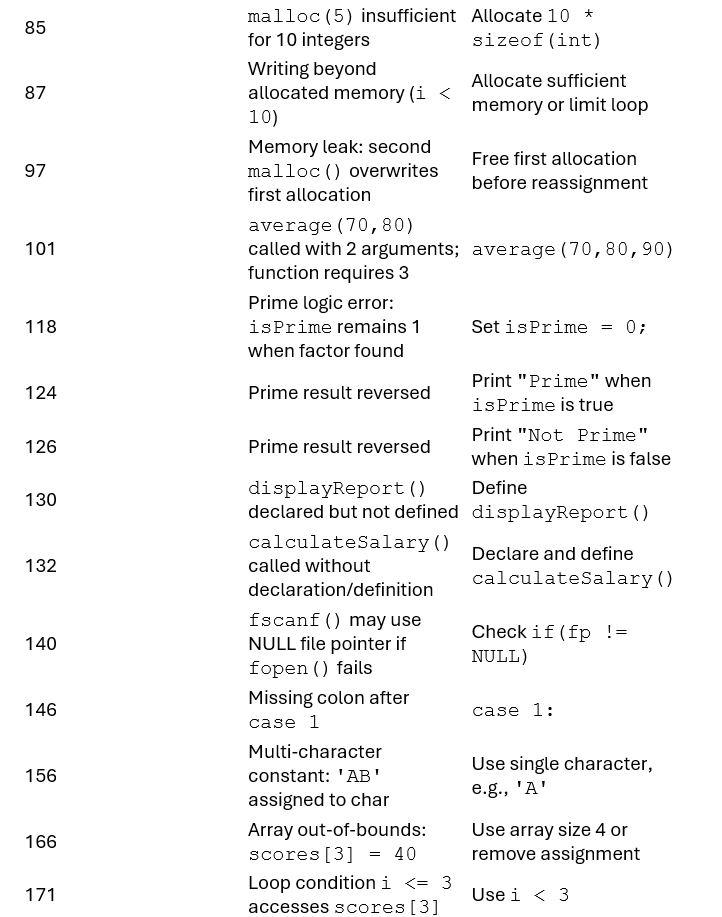 85 malloc(5) insufficient for 10 integers Allocate 10 * sizeof(int)
87 Writing beyond allocated memory (i < 10) Allocate sufficient memory or limit loop
97 Memory leak: second malloc() overwrites first allocation Free first allocation before reassignment
101 average(70,80) called with 2 arguments; function requires 3 average(70,80,90)
118 Prime logic error: isPrime remains 1 when factor found Set isPrime = 0;
124 Prime result reversed Print "Prime" when isPrime is true
126 Prime result reversed Print "Not Prime" when isPrime is false
130 displayReport() declared but not defined Define displayReport()
132 calculateSalary() called without declaration/definition Declare and define calculateSalary()
140 fscanf() may use NULL file pointer if fopen() fails Check if(fp != NULL)
146 Missing colon after case 1 case 1:
156 Multi-character constant: 'AB' assigned to char Use single character, e.g., 'A'
166 Array out-of-bounds: scores[3] = 40 Use array size 4 or remove assignment
171 Loop condition i <= 3 accesses scores[3] Use i < 3